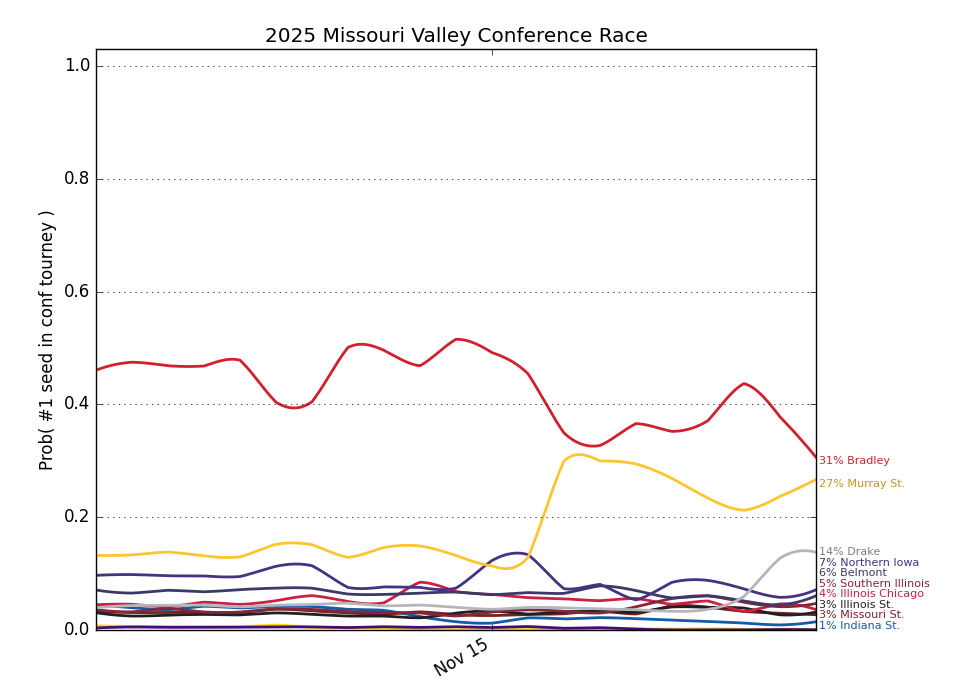 2025 Missouri Valley Conference Race
Prob( #1 seed in conf tourney )
1.0
0.8
0.6
0.4
0.2
0.0
Nov 15
31% Bradley
27% Murray St.
14% Drake
7% Northern Iowa
6% Belmont
5% Southern Illinois
4% Illinois Chicago
3% Illinois St.
3% Missouri St.
1% Indiana St.